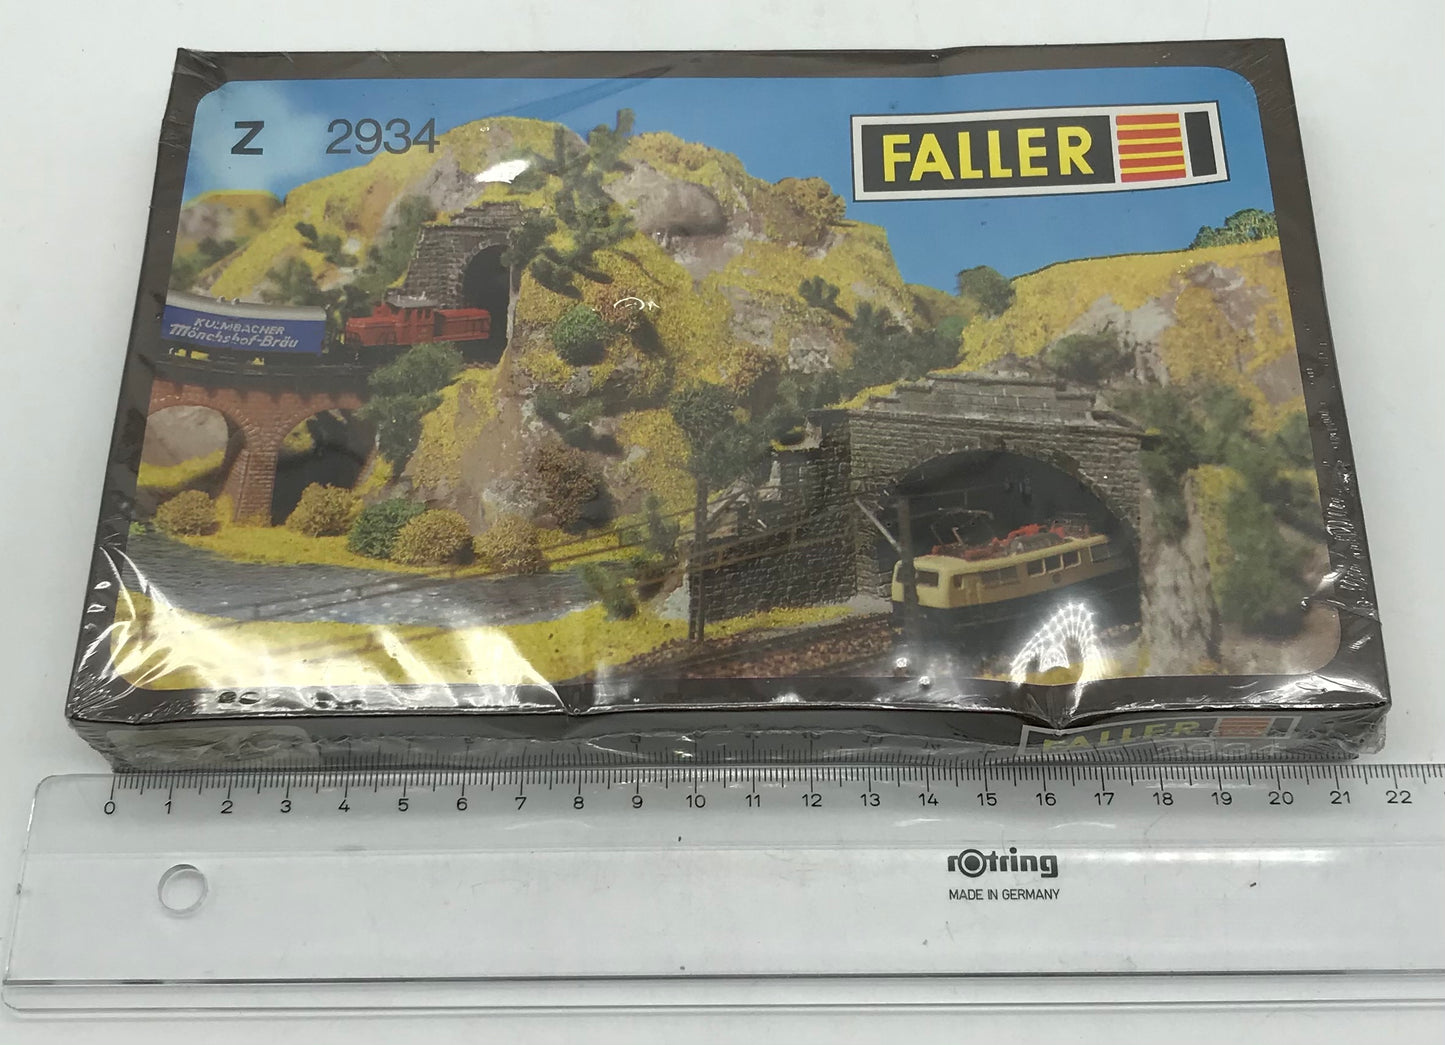 Z 2934
FALLER
KULMBACHER
Mönchshof-Bräu
FALLER
0 1 2 3 4 5 6 7 8 9 10 11 12 13 14 15 16 17 18 19 20 21 22
rotring
MADE IN GERMANY